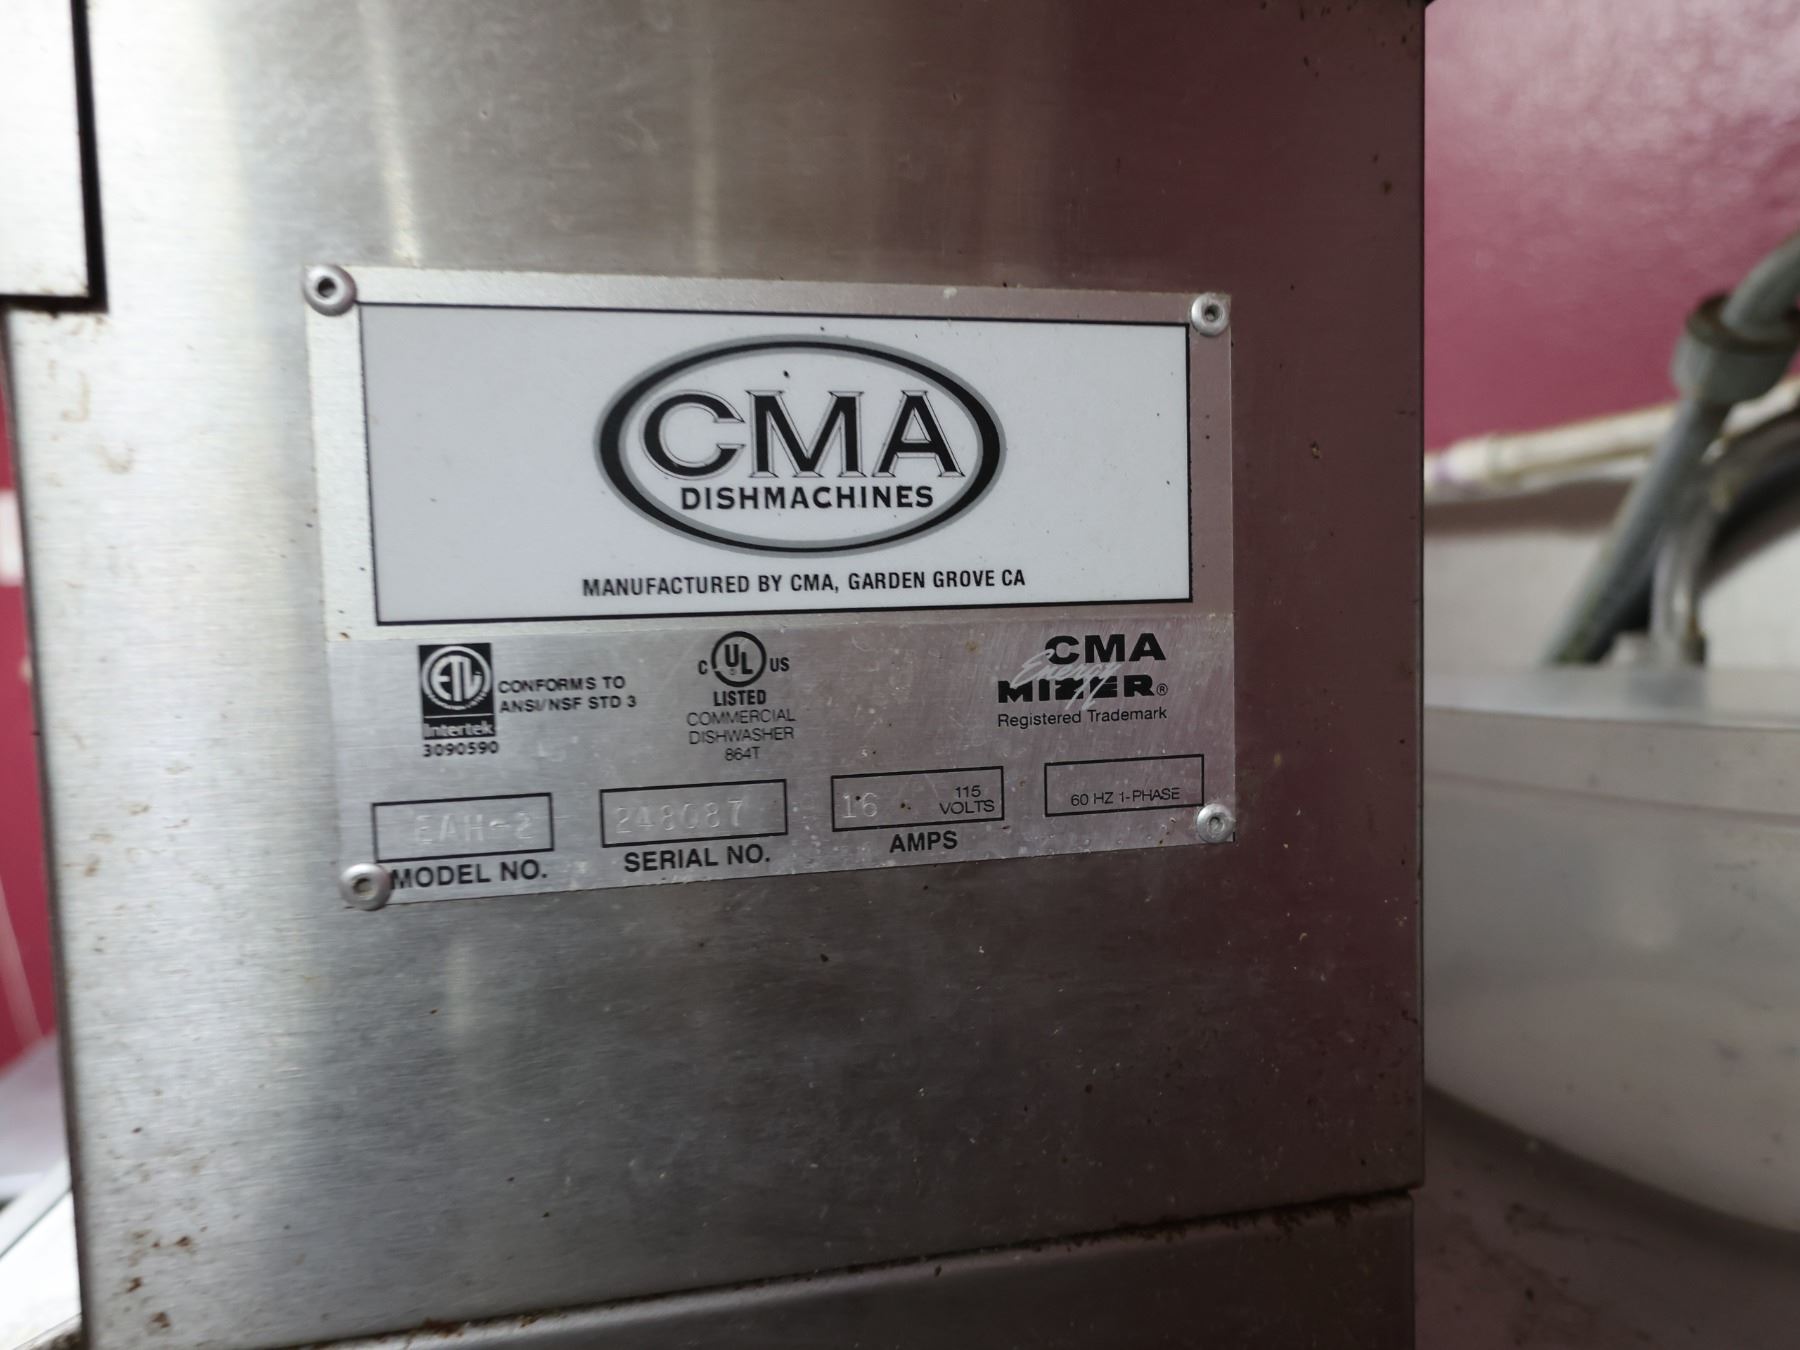 CMA
DISHMACHINES
MANUFACTURED BY CMA, GARDEN GROVE CA
ETL
Intertek
3090590
CONFORMS TO
ANSI/NSF STD 3
C UL US
LISTED
COMMERCIAL
DISHWASHER
864T
CMA
Energy
MIZER®
Registered Trademark
EAH-2
MODEL NO.
248087
SERIAL NO.
16 115 VOLTS
AMPS
60 HZ 1-PHASE